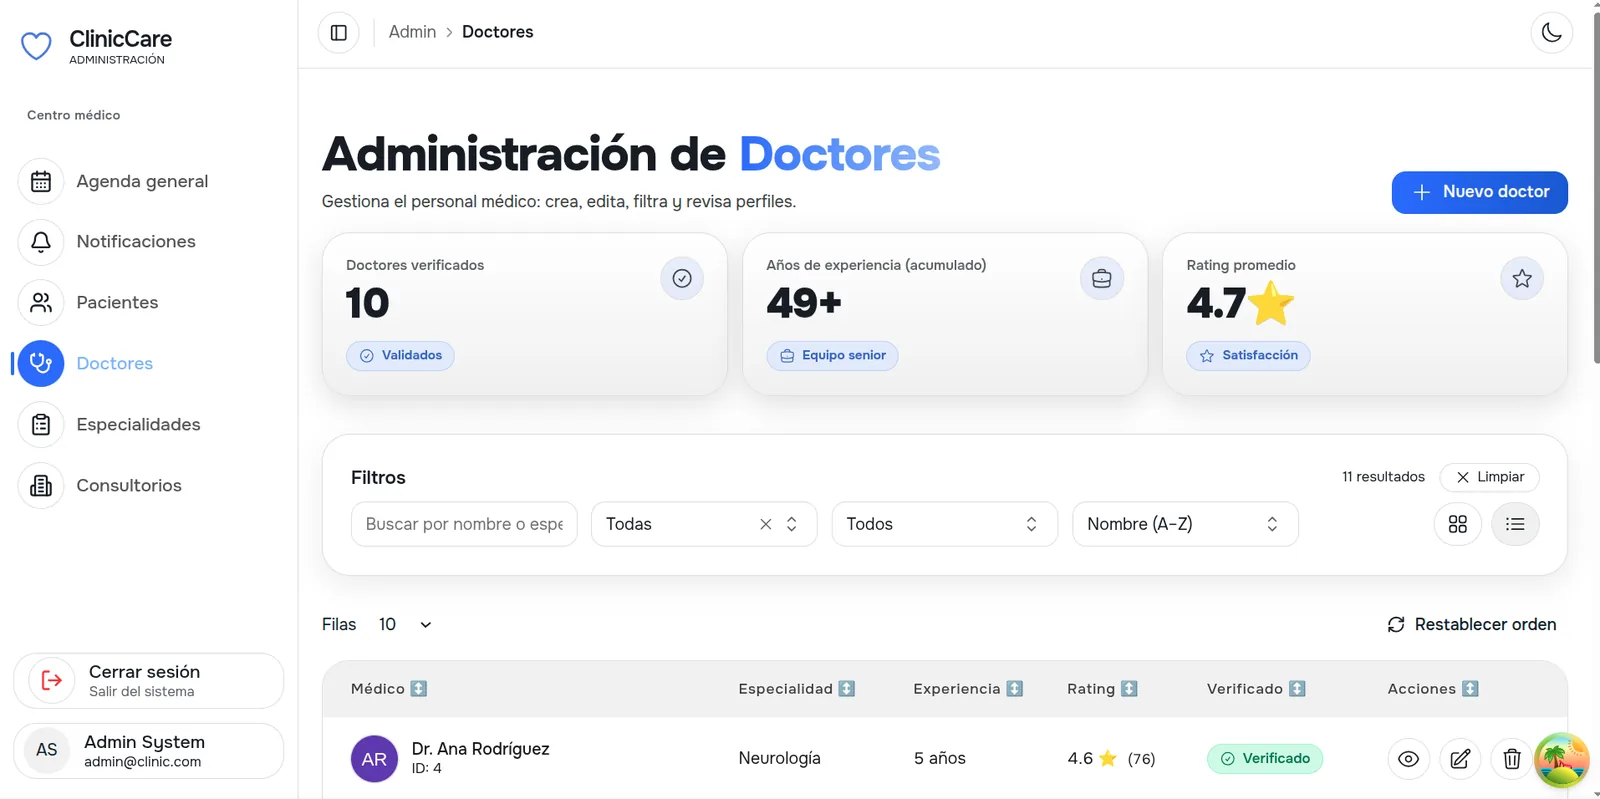 ClinicCare
ADMINISTRACIÓN
Centro médico
Agenda general
Notificaciones
Pacientes
Doctores
Especialidades
Consultorios
Cerrar sesión
Salir del sistema
AS
Admin System
admin@clinic.com
Admin > Doctores
Administración de Doctores
Gestiona el personal médico: crea, edita, filtra y revisa perfiles.
+ Nuevo doctor
Doctores verificados
10
Validados
Años de experiencia (acumulado)
49+
Equipo senior
Rating promedio
4.7⭐
Satisfacción
Filtros
11 resultados
Limpiar
Buscar por nombre o espe
Todas
Todos
Nombre (A–Z)
Filas 10
Restablecer orden
Médico ↕️ Especialidad ↕️ Experiencia ↕️ Rating ↕️ Verificado ↕️ Acciones ↕️
AR
Dr. Ana Rodríguez
ID: 4
Neurología
5 años
4.6 ⭐ (76)
Verificado